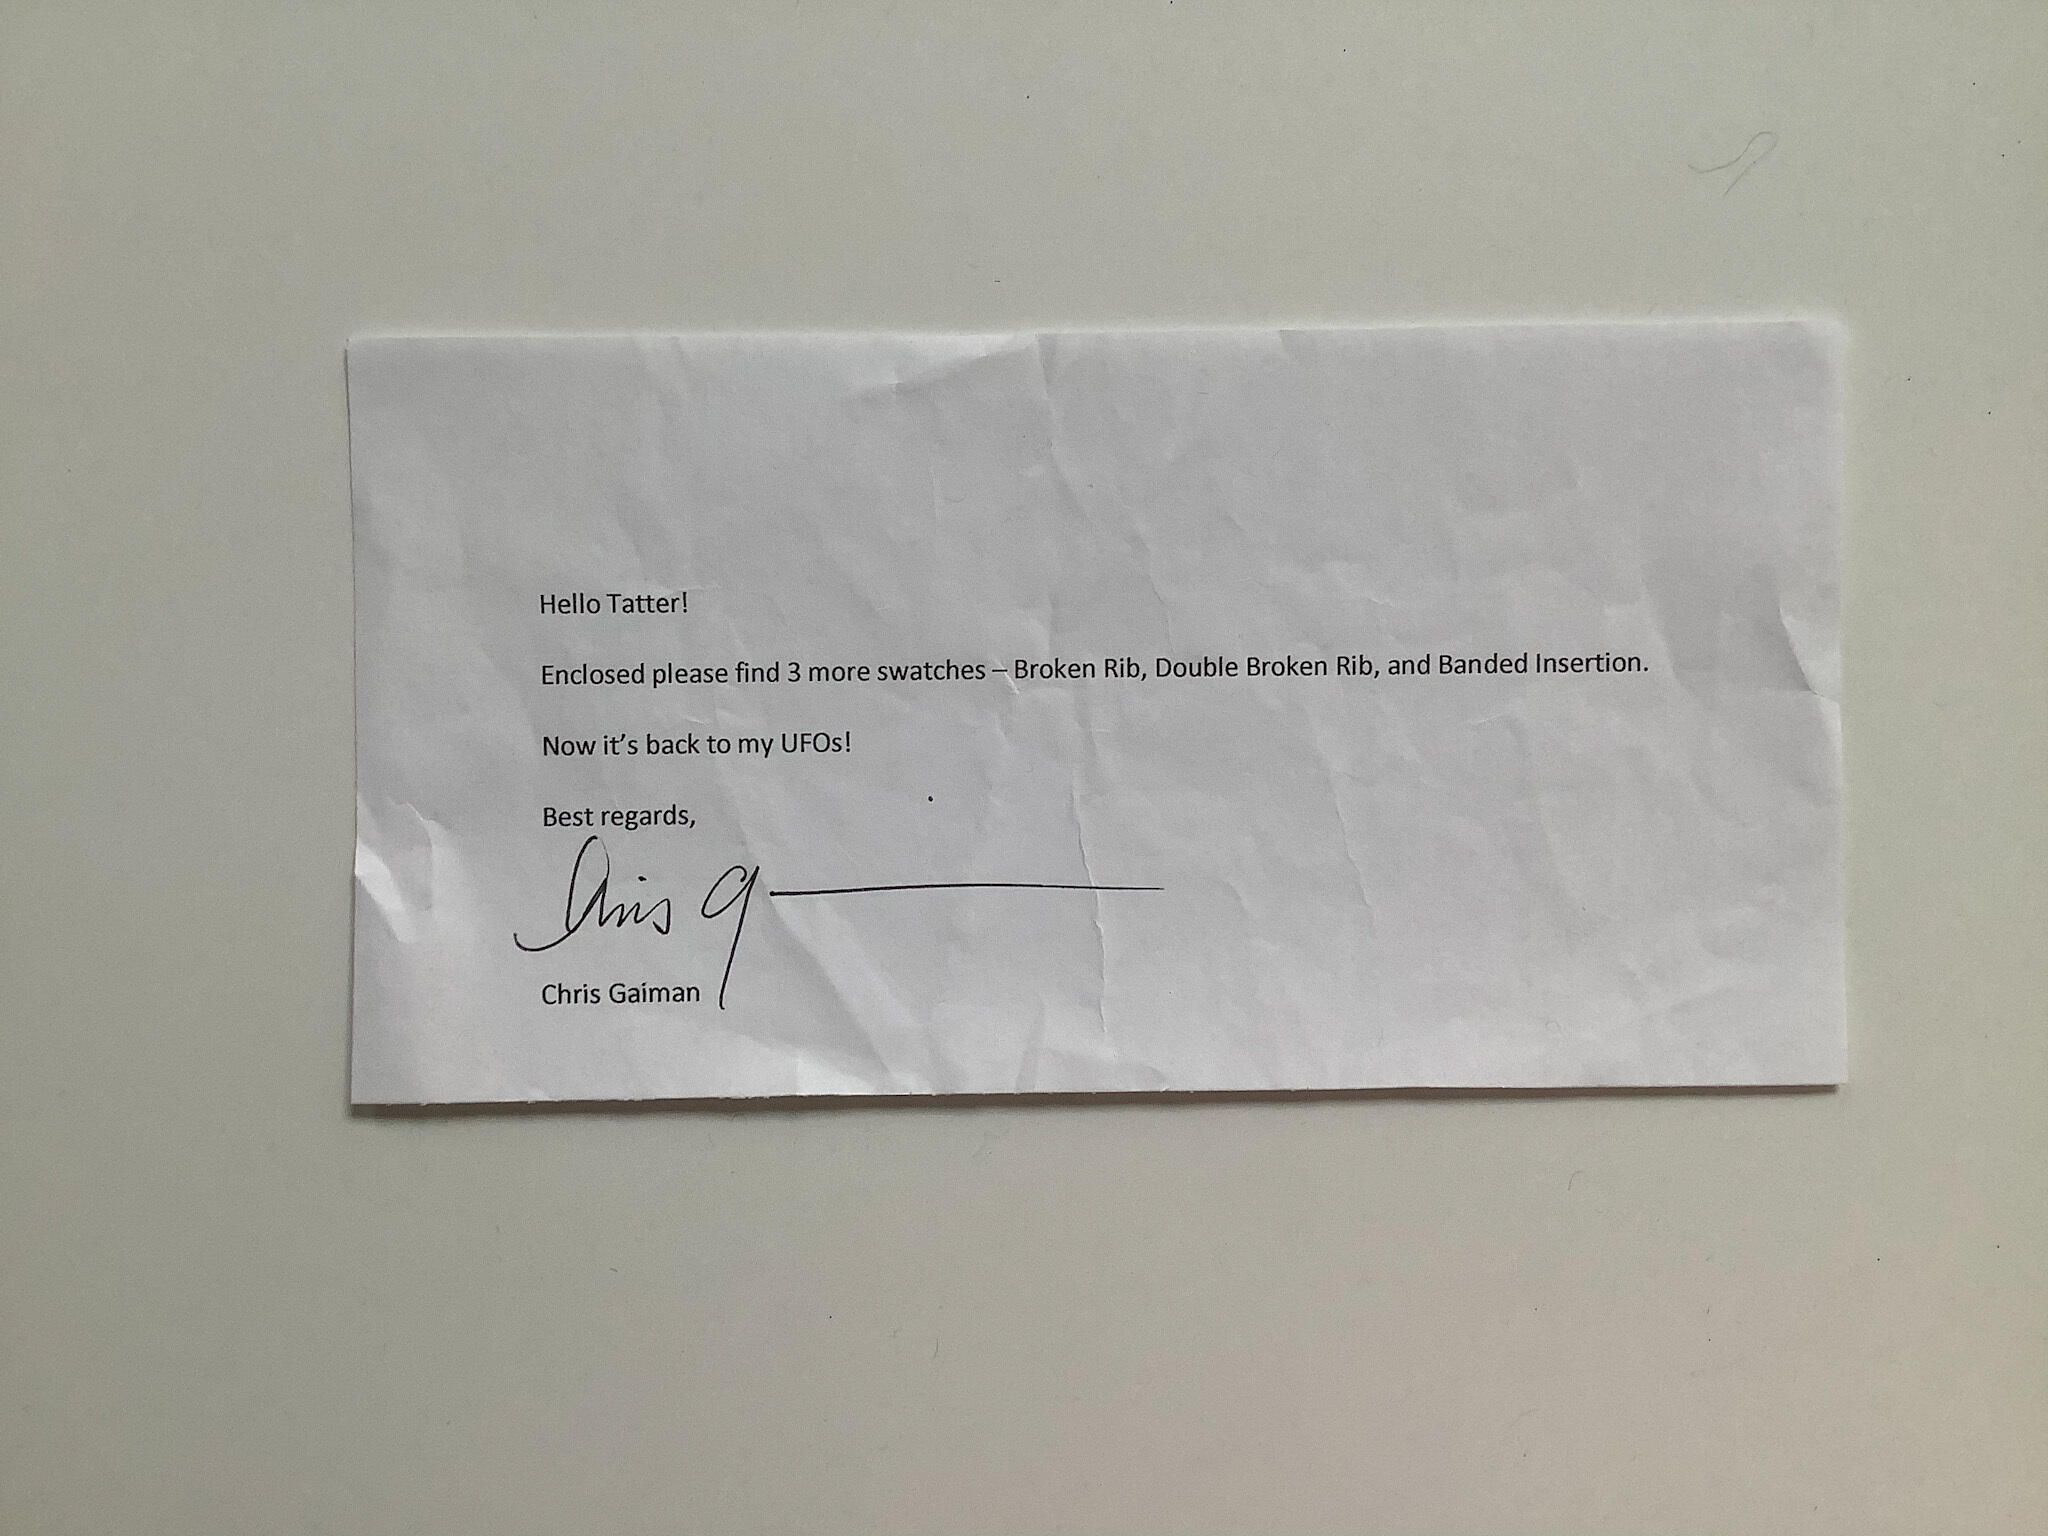 Hello Tatter!
Enclosed please find 3 more swatches – Broken Rib, Double Broken Rib, and Banded Insertion.
Now it’s back to my UFOs!
Best regards,
Chris G
Chris Gaiman